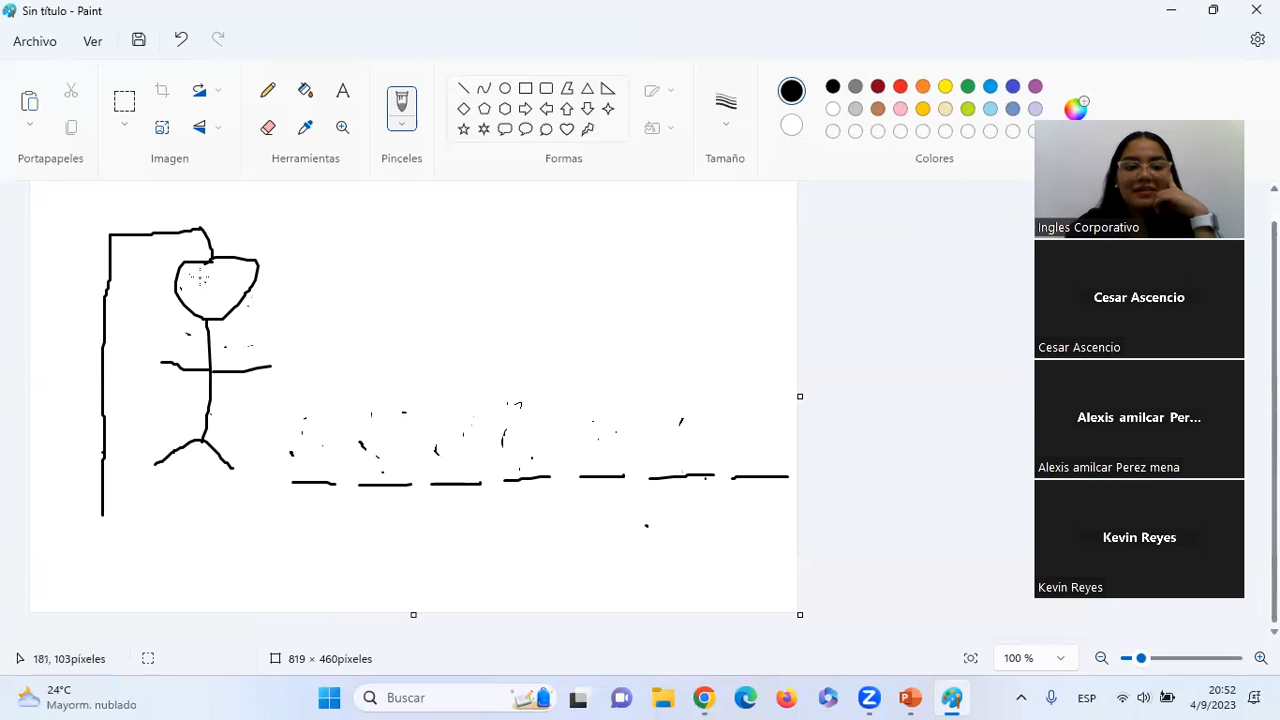 Sin título - Paint
Archivo
Ver
A
Portapapeles
Imagen
Herramientas
Pinceles
Formas
Tamaño
Colores
Ingles Corporativo
Cesar Ascencio
Cesar Ascencio
Alexis amilcar Per...
Alexis amilcar Perez mena
Kevin Reyes
Kevin Reyes
181, 103píxeles
819 × 460píxeles
100 %
24°C
Mayorm. nublado
Buscar
ESP
20:52
4/9/2023